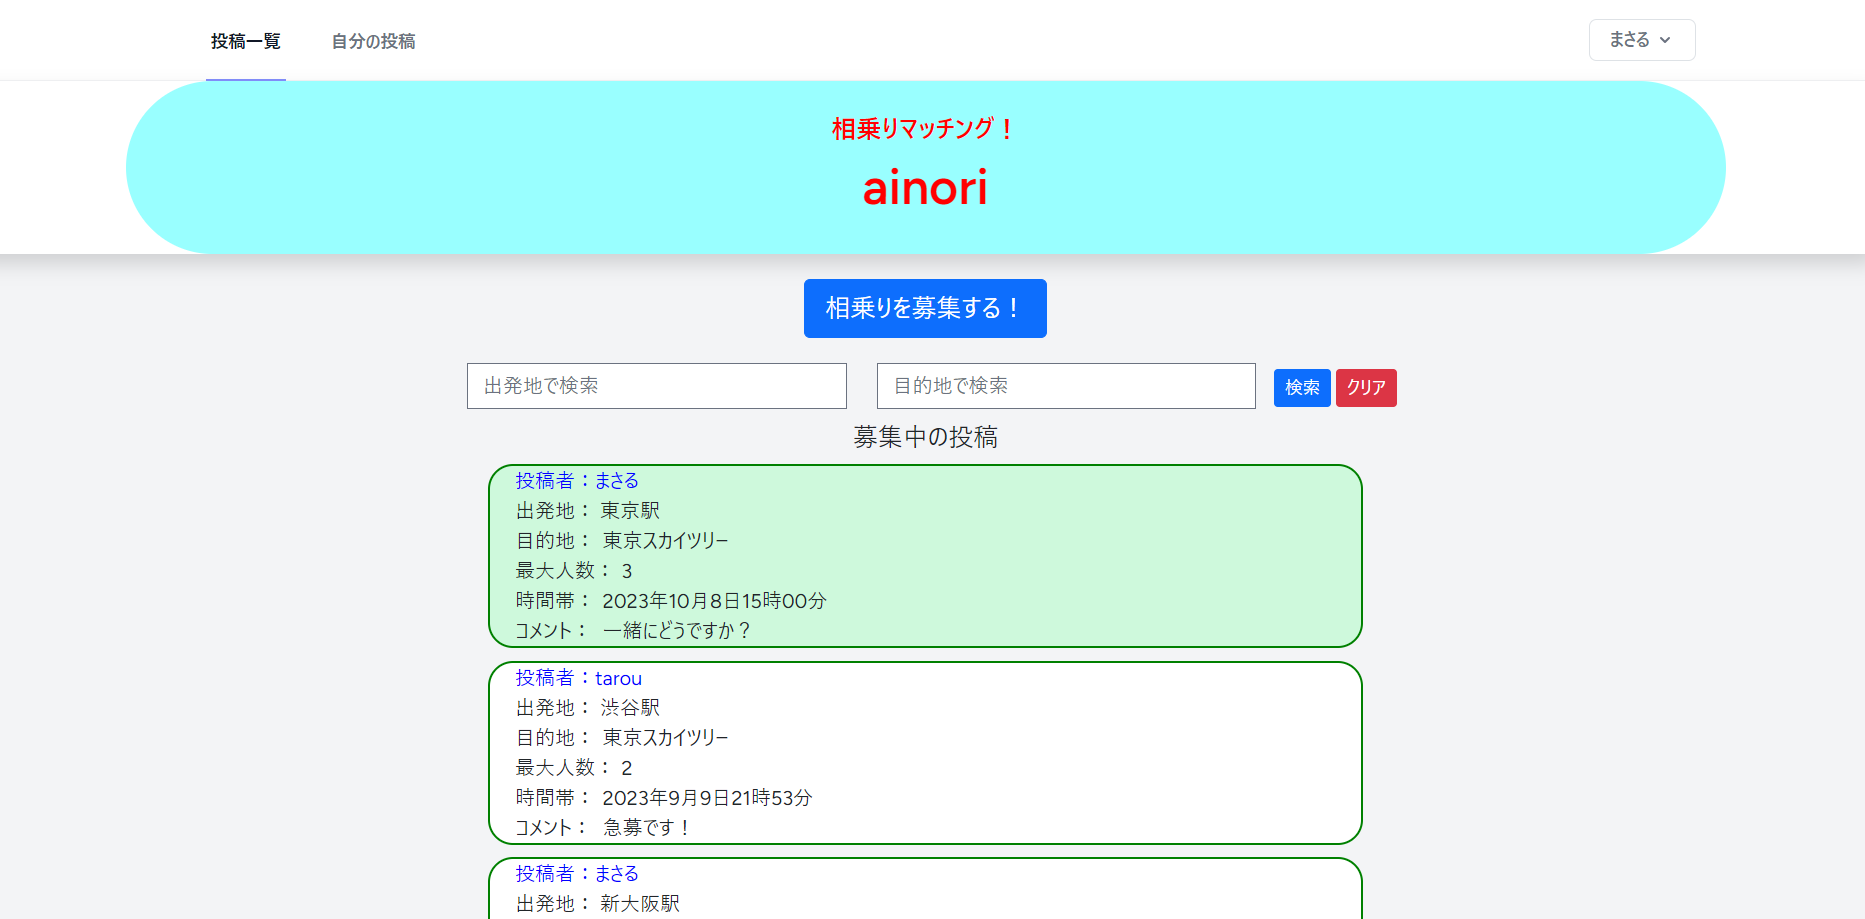 投稿一覧 自分の投稿 まさる
相乗りマッチング！
ainori
相乗りを募集する！
出発地で検索 目的地で検索 検索 クリア
募集中の投稿
投稿者：まさる
出発地： 東京駅
目的地： 東京スカイツリー
最大人数： 3
時間帯： 2023年10月8日15時00分
コメント： 一緒にどうですか？
投稿者：tarou
出発地： 渋谷駅
目的地： 東京スカイツリー
最大人数： 2
時間帯： 2023年9月9日21時53分
コメント： 急募です！
投稿者：まさる
出発地： 新大阪駅